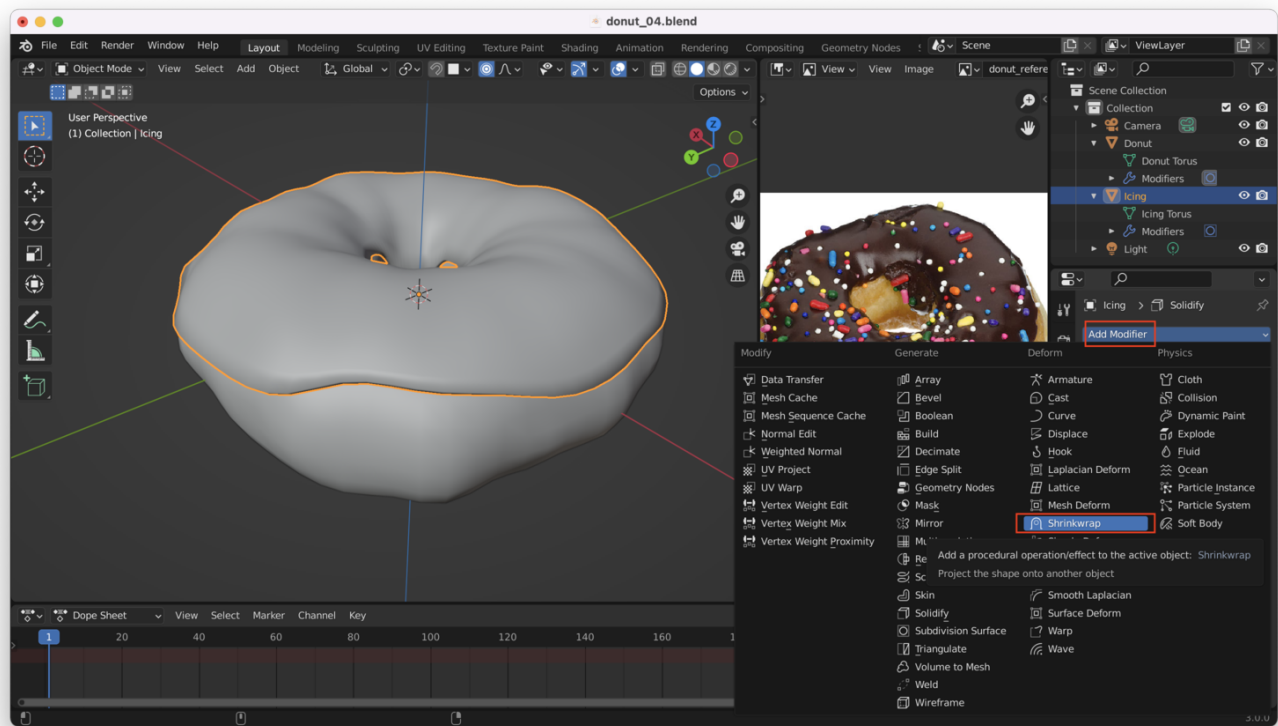 donut_04.blend
File Edit Render Window Help Layout Modeling Sculpting UV Editing Texture Paint Shading Animation Rendering Compositing Geometry Nodes Scene ViewLayer
Object Mode View Select Add Object Global View View Image donut_refere
Options
User Perspective
(1) Collection | Icing
Scene Collection
Collection
Camera
Donut
Donut Torus
Modifiers
Icing
Icing Torus
Modifiers
Light
Icing > Solidify
Add Modifier
Modify Generate Deform Physics
Data Transfer Array Armature Cloth
Mesh Cache Bevel Cast Collision
Mesh Sequence Cache Boolean Curve Dynamic Paint
Normal Edit Build Displace Explode
Weighted Normal Decimate Hook Fluid
UV Project Edge Split Laplacian Deform Ocean
UV Warp Geometry Nodes Lattice Particle Instance
Vertex Weight Edit Mask Mesh Deform Particle System
Vertex Weight Mix Mirror Shrinkwrap Soft Body
Vertex Weight Proximity
Add a procedural operation/effect to the active object: Shrinkwrap
Project the shape onto another object
Skin Smooth Laplacian
Solidify Surface Deform
Subdivision Surface Warp
Triangulate Wave
Volume to Mesh
Weld
Wireframe
Dope Sheet View Select Marker Channel Key
1 20 40 60 80 100 120 140 160
3.0.0